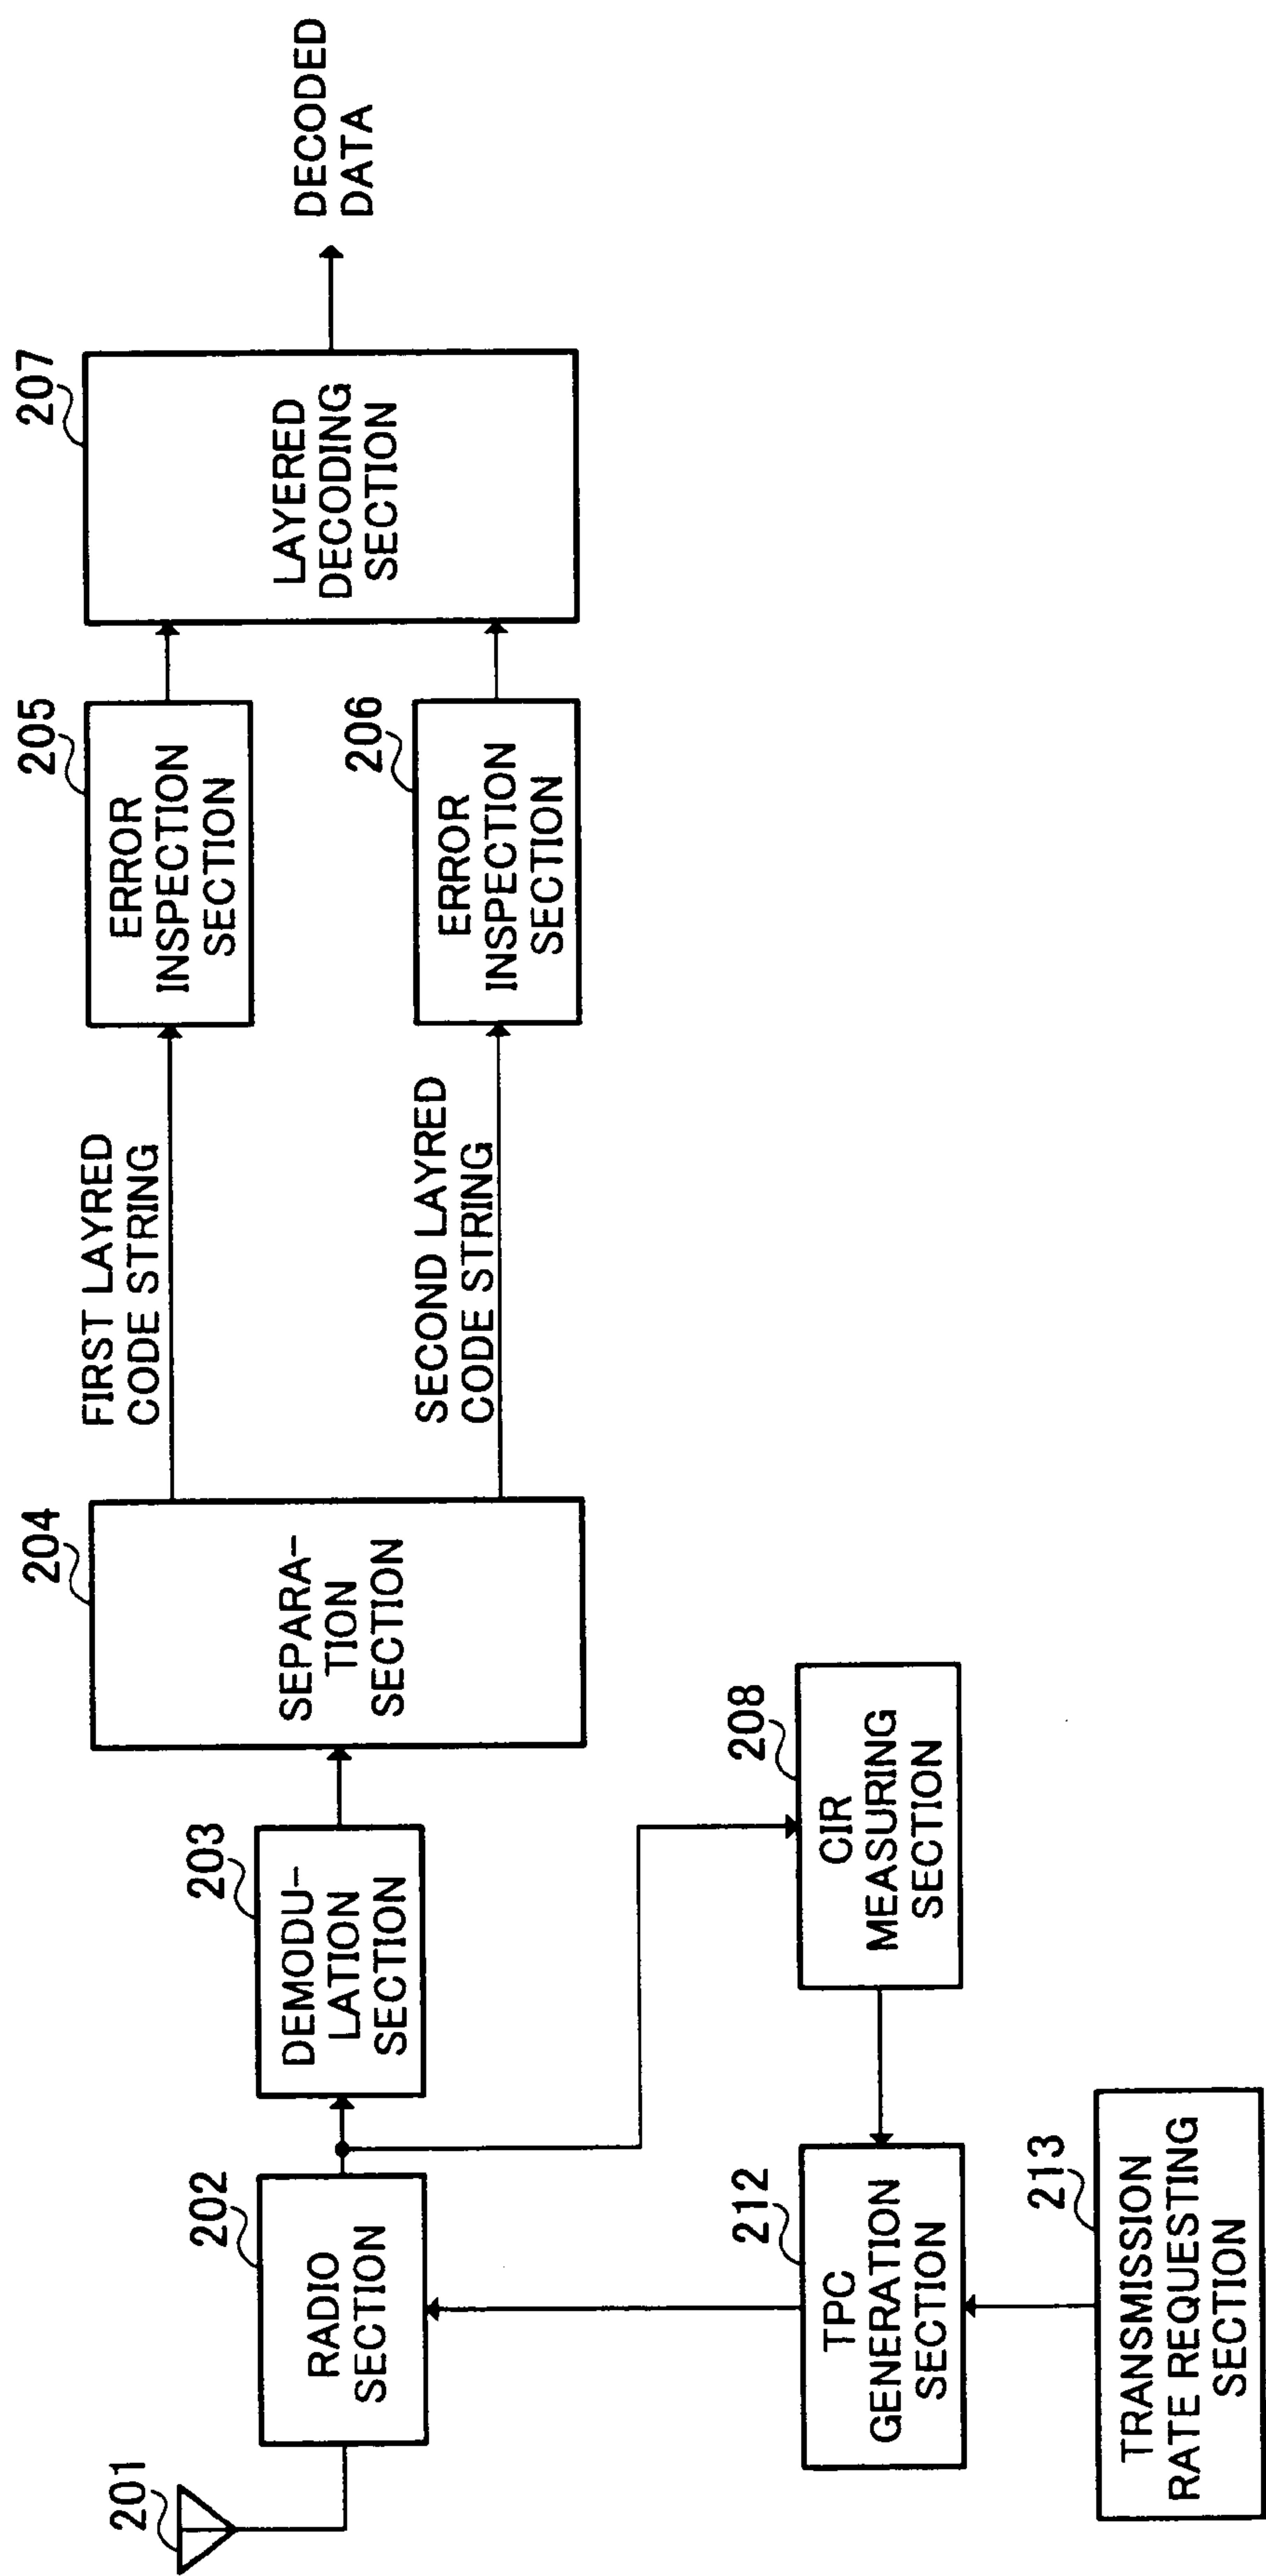 201
202
RADIO
SECTION
203
DEMODU-
LATION
SECTION
204
SEPARA-
TION
SECTION
FIRST LAYRED
CODE STRING
SECOND LAYRED
CODE STRING
205
ERROR
INSPECTION
SECTION
206
ERROR
INSPECTION
SECTION
207
LAYERED
DECODING
SECTION
DECODED
DATA
212
TPC
GENERATION
SECTION
208
CIR
MEASURING
SECTION
213
TRANSMISSION
RATE REQUESTING
SECTION